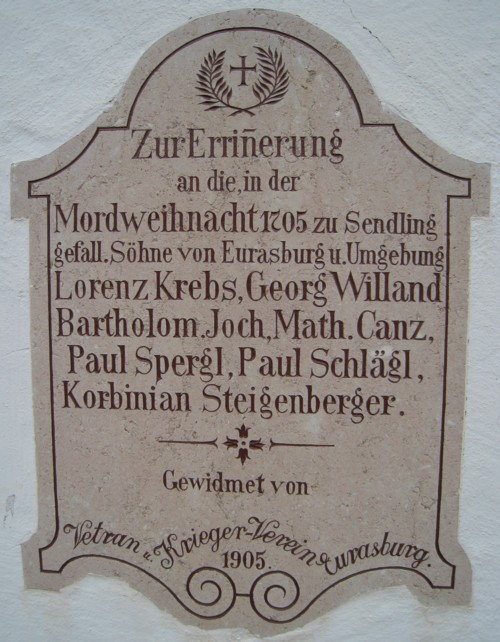 Zur Erriñerung
an die, in der
Mordweihnacht 1705 zu Sendling
gefall. Söhne von Eurasburg u. Umgebung
Lorenz Krebs, Georg Willand
Bartholom. Joch, Math. Canz,
Paul Spergl, Paul Schlägl,
Korbinian Steigenberger.
Gewidmet von
Vetran u. Krieger-Verein Eurasburg.
1905.